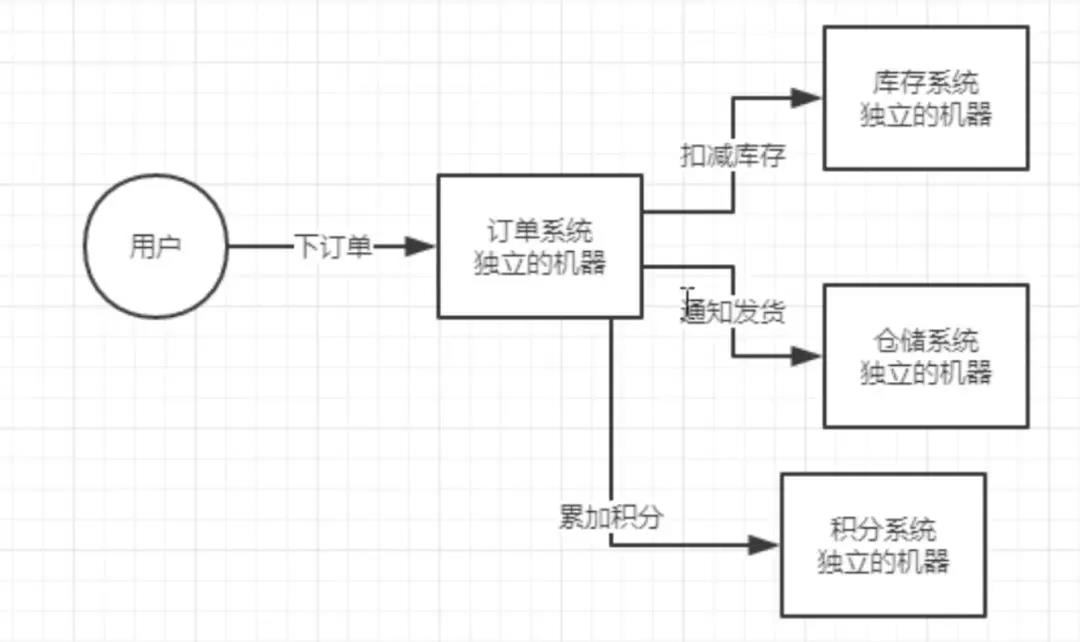 库存系统
独立的机器
扣减库存
用户
下订单
订单系统
独立的机器
通知发货
仓储系统
独立的机器
累加积分
积分系统
独立的机器